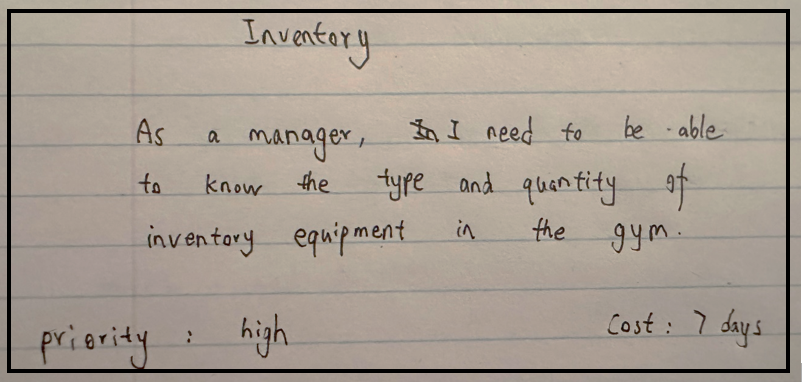 Inventory
As a manager, I need to be able
to know the type and quantity of
inventory equipment in the gym.
priority : high Cost : 7 days